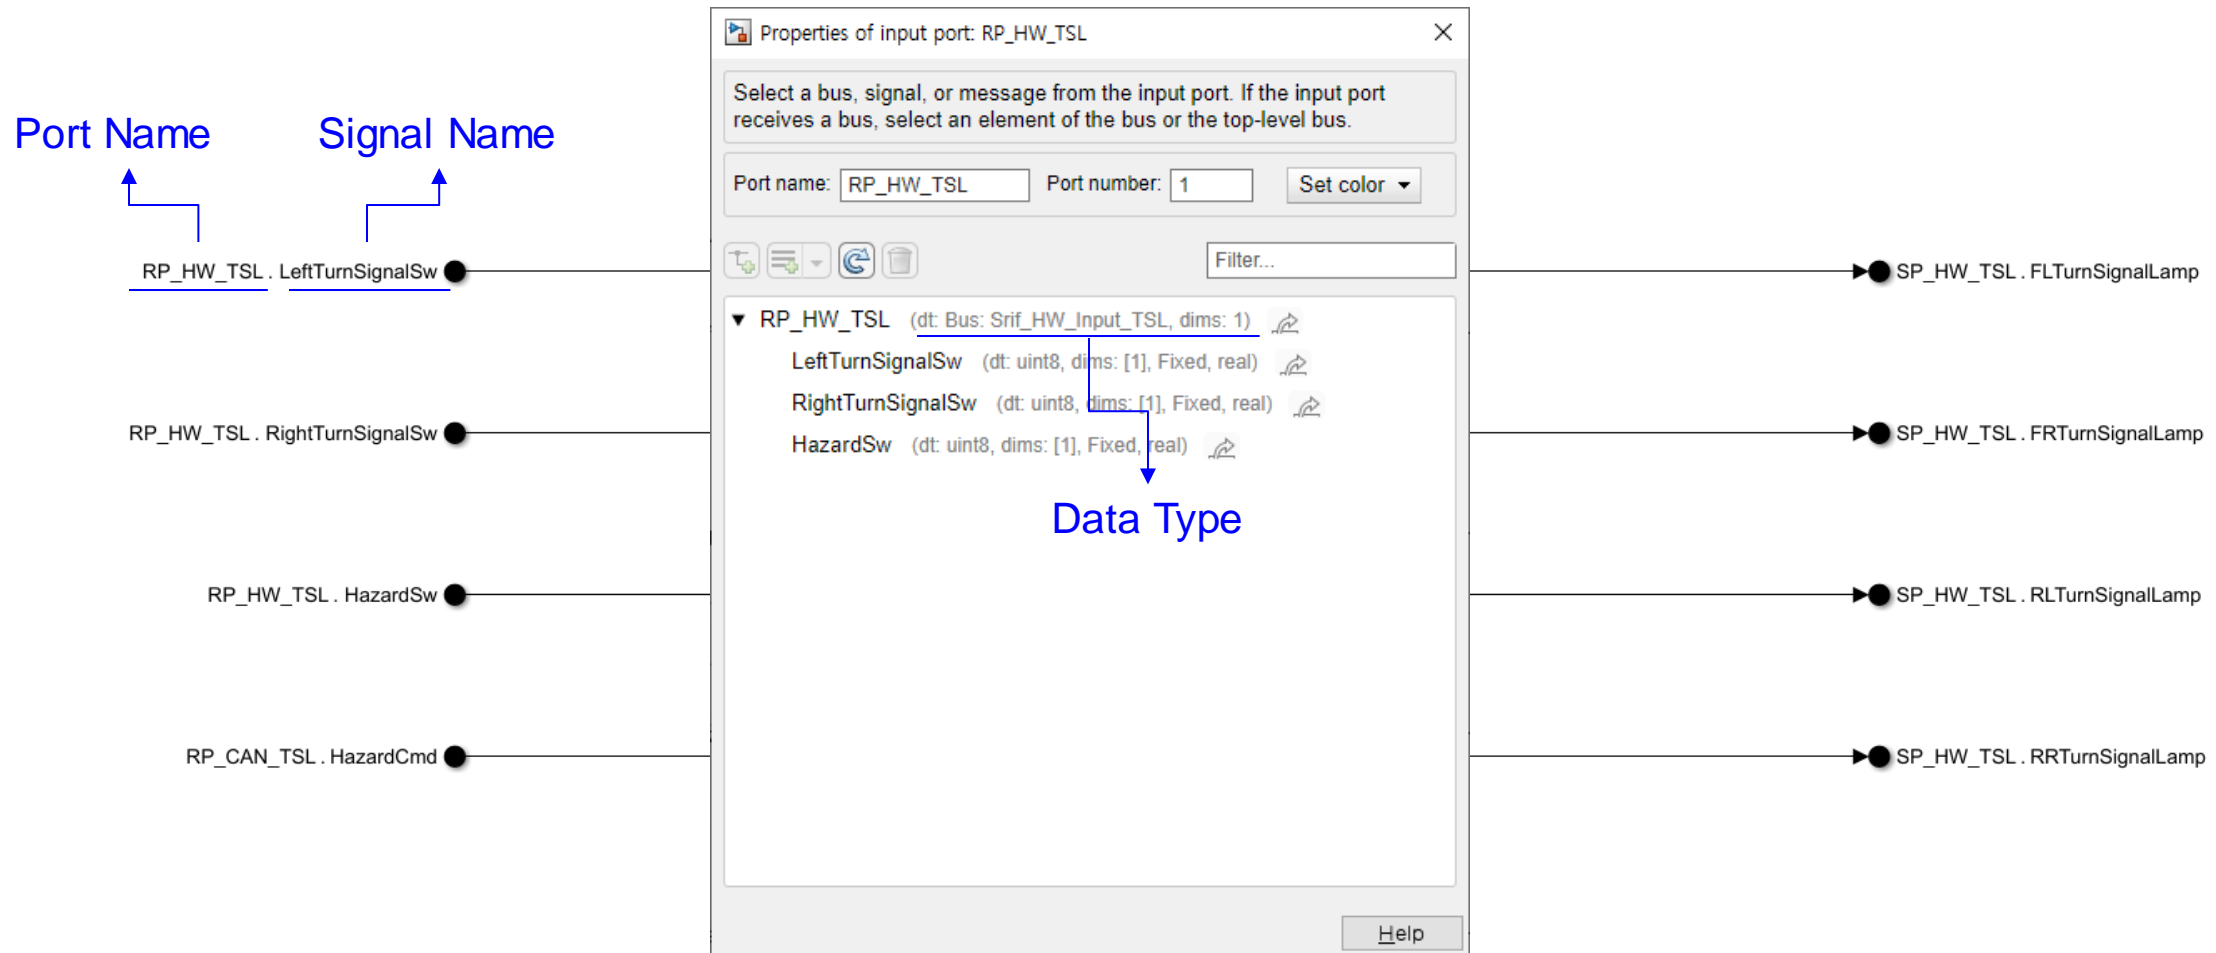 Properties of input port: RP_HW_TSL
Select a bus, signal, or message from the input port. If the input port
receives a bus, select an element of the bus or the top-level bus.
Port Name
Signal Name
Port name: RP_HW_TSL Port number: 1 Set color
RP_HW_TSL . LeftTurnSignalSw
Filter...
SP_HW_TSL . FLTurnSignalLamp
RP_HW_TSL (dt: Bus: Srif_HW_Input_TSL, dims: 1)
LeftTurnSignalSw (dt: uint8, dims: [1], Fixed, real)
RightTurnSignalSw (dt: uint8, dims: [1], Fixed, real)
RP_HW_TSL . RightTurnSignalSw
HazardSw (dt: uint8, dims: [1], Fixed, real)
SP_HW_TSL . FRTurnSignalLamp
Data Type
RP_HW_TSL . HazardSw
SP_HW_TSL . RLTurnSignalLamp
RP_CAN_TSL . HazardCmd
SP_HW_TSL . RRTurnSignalLamp
Help